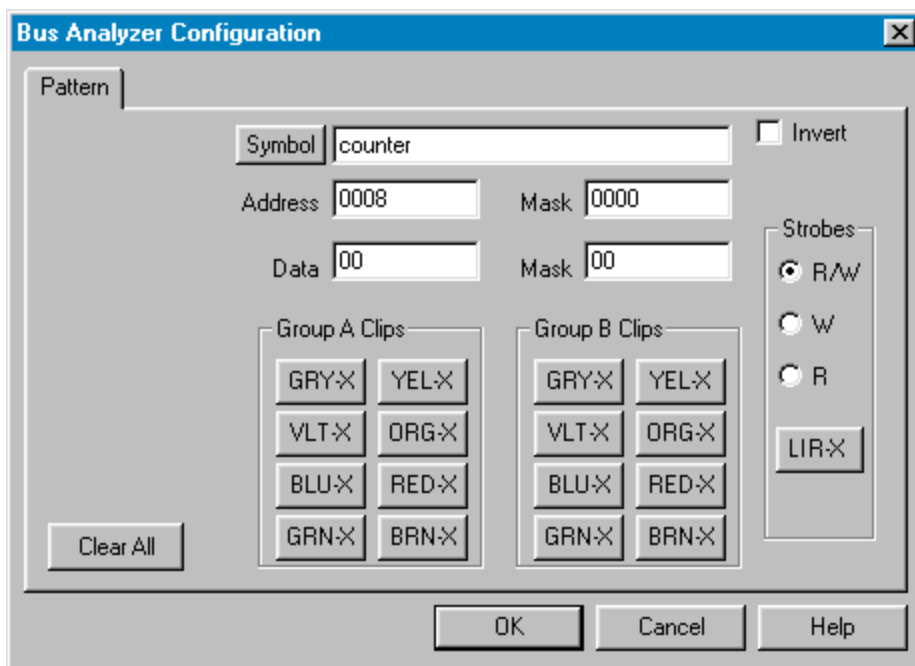 Bus Analyzer Configuration
Pattern
Symbol counter Invert
Address 0008 Mask 0000
Data 00 Mask 00
Strobes
R/W
W
R
LIR-X
Group A Clips
GRY-X YEL-X
VLT-X ORG-X
BLU-X RED-X
GRN-X BRN-X
Group B Clips
GRY-X YEL-X
VLT-X ORG-X
BLU-X RED-X
GRN-X BRN-X
Clear All
OK Cancel Help